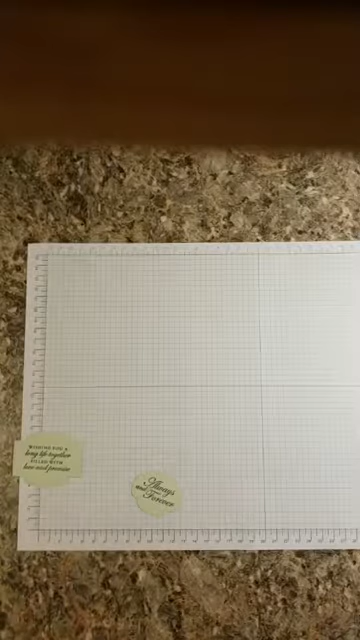 WISHING YOU A
long life together
FILLED WITH
love and promise
Always
and
Forever